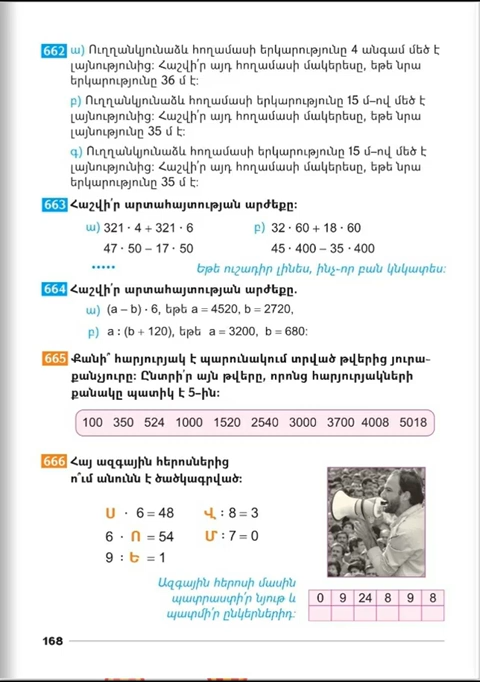 662 ա) Ուղղանկյունաձև հողամասի երկարությունը 4 անգամ մեծ է
լայնությունից: Հաշվի՛ր այդ հողամասի մակերեսը, եթե նրա
երկարությունը 36 մ է:
բ) Ուղղանկյունաձև հողամասի երկարությունը 15 մ–ով մեծ է
լայնությունից: Հաշվի՛ր այդ հողամասի մակերեսը, եթե նրա
լայնությունը 35 մ է:
գ) Ուղղանկյունաձև հողամասի երկարությունը 15 մ–ով մեծ է
լայնությունից: Հաշվի՛ր այդ հողամասի մակերեսը, եթե նրա
երկարությունը 35 մ է:
663 Հաշվի՛ր արտահայտության արժեքը:
ա) 321 · 4 + 321 · 6 բ) 32 · 60 + 18 · 60
47 · 50 – 17 · 50 45 · 400 – 35 · 400
····· Եթե ուշադիր լինես, ինչ-որ բան կնկատես:
664 Հաշվի՛ր արտահայտության արժեքը.
ա) (a – b) · 6, եթե a = 4520, b = 2720,
բ) a : (b + 120), եթե a = 3200, b = 680:
665 Քանի՞ հարյուրյակ է պարունակում տրված թվերից յուրա-
քանչյուրը: Ընտրի՛ր այն թվերը, որոնց հարյուրյակների
քանակը պատիկ է 5–ին:
100 350 524 1000 1520 2540 3000 3700 4008 5018
666 Հայ ազգային հերոսներից
ո՞ւմ անունն է ծածկագրված:
Ս · 6 = 48 Վ : 8 = 3
6 · Ո = 54 Մ : 7 = 0
9 : Ե = 1
Ազգային հերոսի մասին
պատրաստի՛ր նյութ և
պատմի՛ր ընկերներիդ:
0 9 24 8 9 8
168